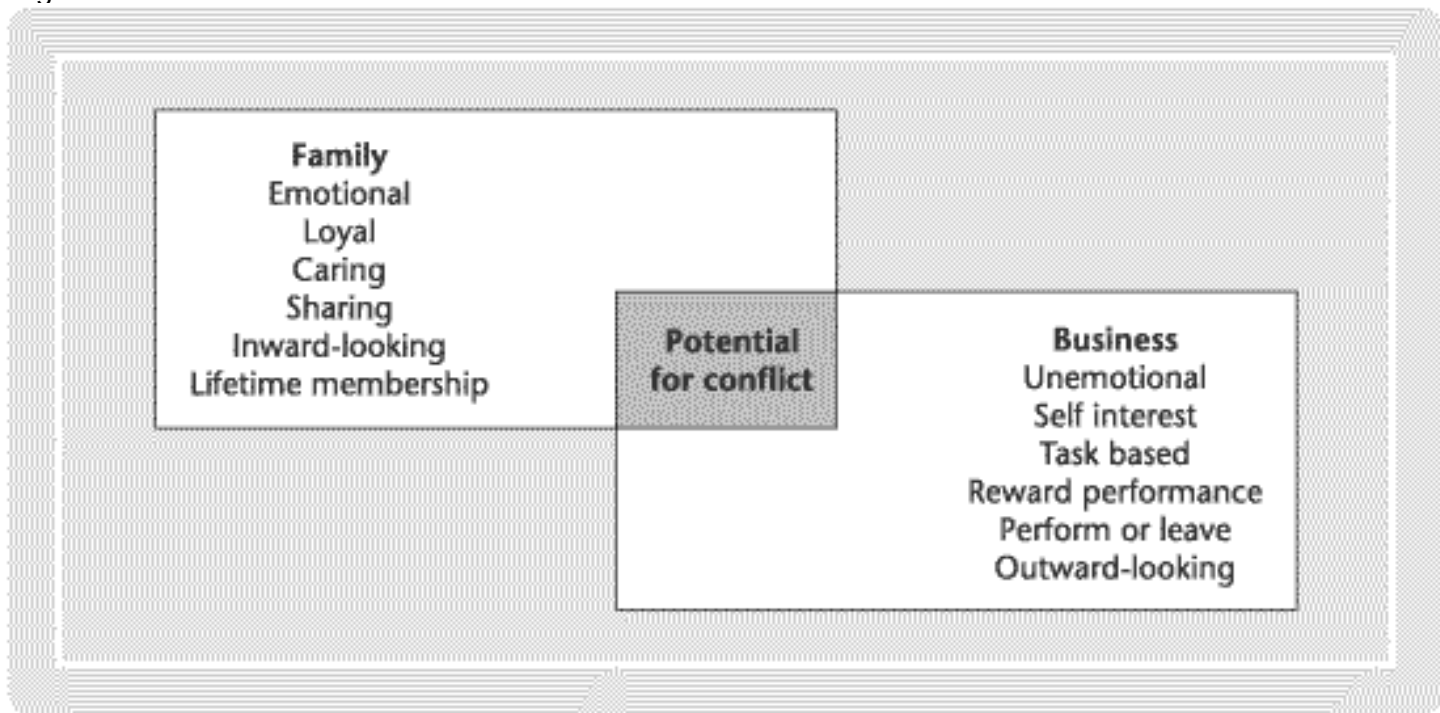 Family
Emotional
Loyal
Caring
Sharing
Inward-looking
Lifetime membership
Potential
for conflict
Business
Unemotional
Self interest
Task based
Reward performance
Perform or leave
Outward-looking